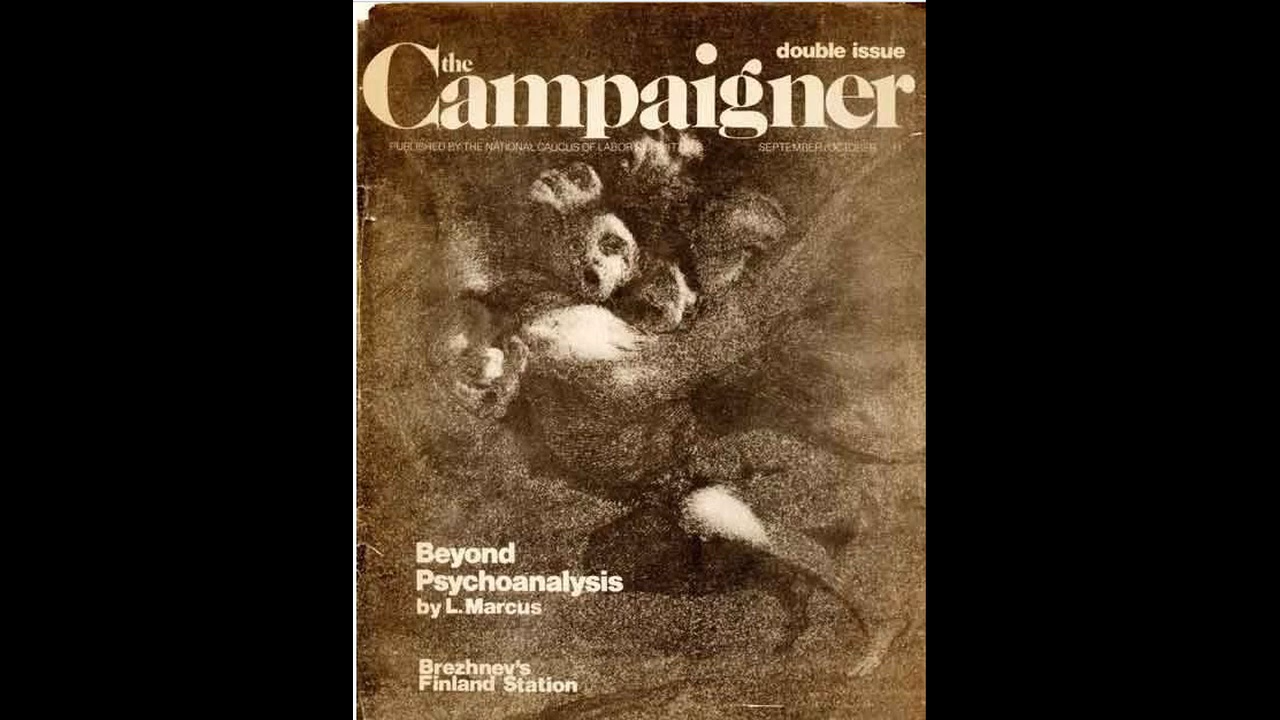 double issue
the
Campaigner
PUBLISHED BY THE NATIONAL CAUCUS OF LABOR
SEPTEMBER/OCTOBER
Beyond
Psychoanalysis
by L. Marcus
Brezhnev's
Finland Station